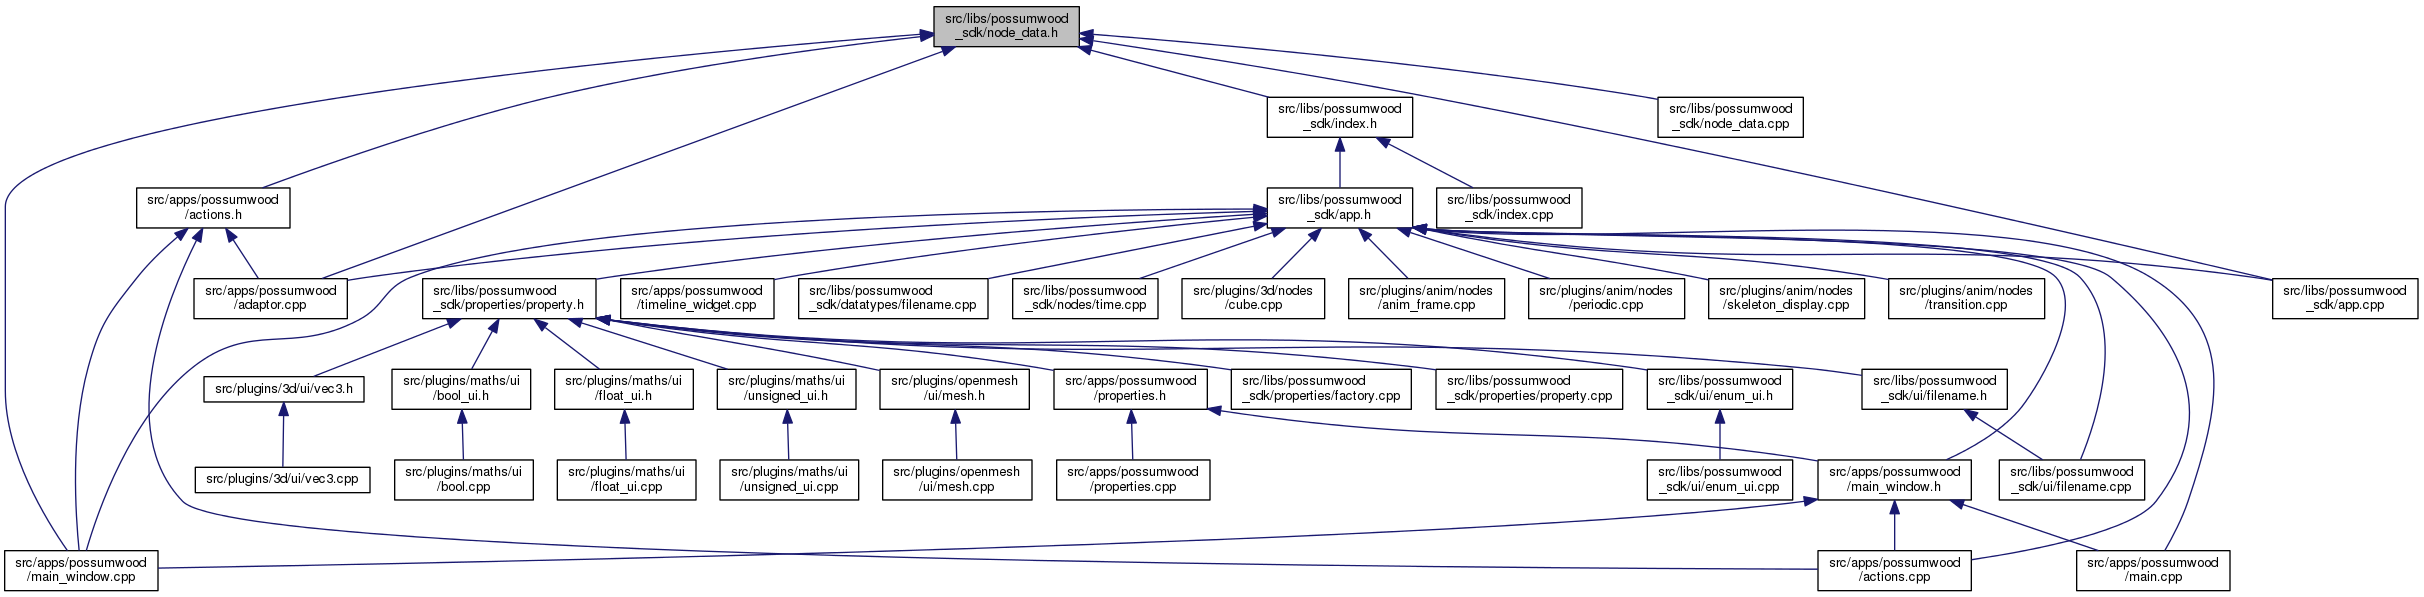 src/libs/possumwood
_sdk/node_data.h
src/libs/possumwood
_sdk/index.h
src/libs/possumwood
_sdk/node_data.cpp
src/apps/possumwood
/actions.h
src/libs/possumwood
_sdk/app.h
src/libs/possumwood
_sdk/index.cpp
src/apps/possumwood
/adaptor.cpp
src/libs/possumwood
_sdk/properties/property.h
src/apps/possumwood
/timeline_widget.cpp
src/libs/possumwood
_sdk/datatypes/filename.cpp
src/libs/possumwood
_sdk/nodes/time.cpp
src/plugins/3d/nodes
/cube.cpp
src/plugins/anim/nodes
/anim_frame.cpp
src/plugins/anim/nodes
/periodic.cpp
src/plugins/anim/nodes
/skeleton_display.cpp
src/plugins/anim/nodes
/transition.cpp
src/libs/possumwood
_sdk/app.cpp
src/plugins/3d/ui/vec3.h
src/plugins/maths/ui
/bool_ui.h
src/plugins/maths/ui
/float_ui.h
src/plugins/maths/ui
/unsigned_ui.h
src/plugins/openmesh
/ui/mesh.h
src/apps/possumwood
/properties.h
src/libs/possumwood
_sdk/properties/factory.cpp
src/libs/possumwood
_sdk/properties/property.cpp
src/libs/possumwood
_sdk/ui/enum_ui.h
src/libs/possumwood
_sdk/ui/filename.h
src/plugins/3d/ui/vec3.cpp
src/plugins/maths/ui
/bool.cpp
src/plugins/maths/ui
/float_ui.cpp
src/plugins/maths/ui
/unsigned_ui.cpp
src/plugins/openmesh
/ui/mesh.cpp
src/apps/possumwood
/properties.cpp
src/libs/possumwood
_sdk/ui/enum_ui.cpp
src/apps/possumwood
/main_window.h
src/libs/possumwood
_sdk/ui/filename.cpp
src/apps/possumwood
/main_window.cpp
src/apps/possumwood
/actions.cpp
src/apps/possumwood
/main.cpp